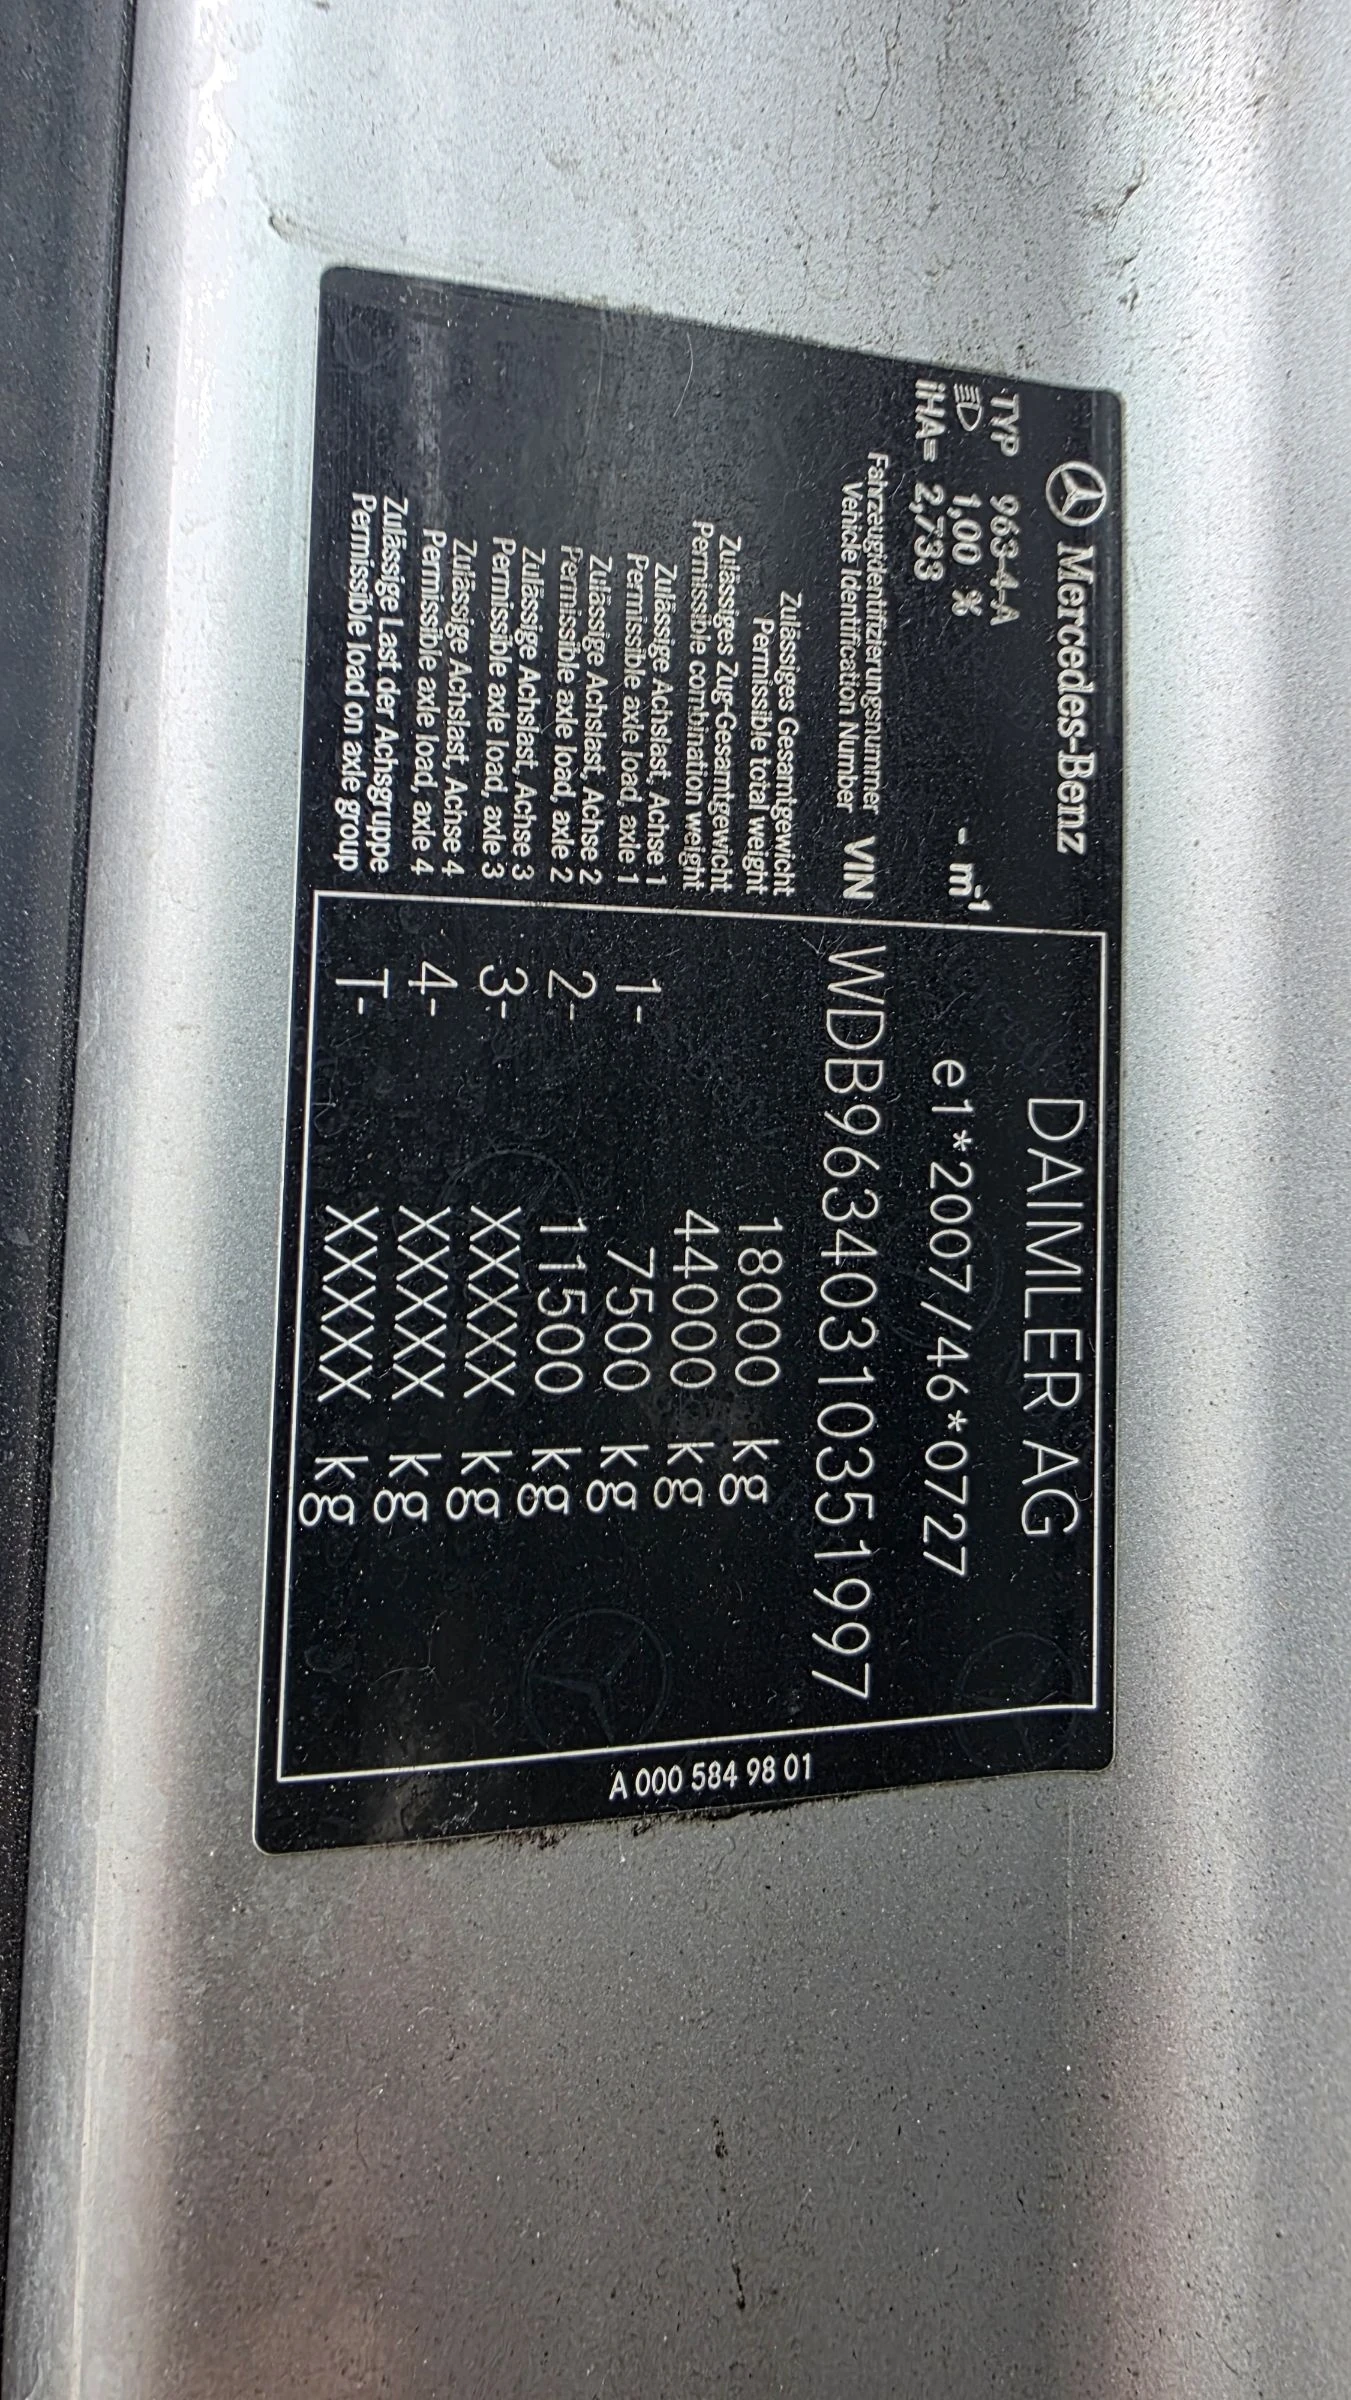 Mercedes-Benz
DAIMLER AG
TYP 963-4-A
1,00 % - m-1
e1*2007/46*0727
iHA= 2,733
Fahrzeugidentifizierungsnummer
Vehicle Identification Number VIN WDB9634031035 1997
Zulässiges Gesamtgewicht
Permissible total weight 18000 kg
Zulässiges Zug-Gesamtgewicht
Permissible combination weight 44000 kg
Zulässige Achslast, Achse 1
Permissible axle load, axle 1 1- 7500 kg
Zulässige Achslast, Achse 2
Permissible axle load, axle 2 2- 11500 kg
Zulässige Achslast, Achse 3
Permissible axle load, axle 3 3- XXXXX kg
Zulässige Achslast, Achse 4
Permissible axle load, axle 4 4- XXXXX kg
Zulässige Last der Achsgruppe
Permissible load on axle group T- XXXXX kg
A 000 584 98 01